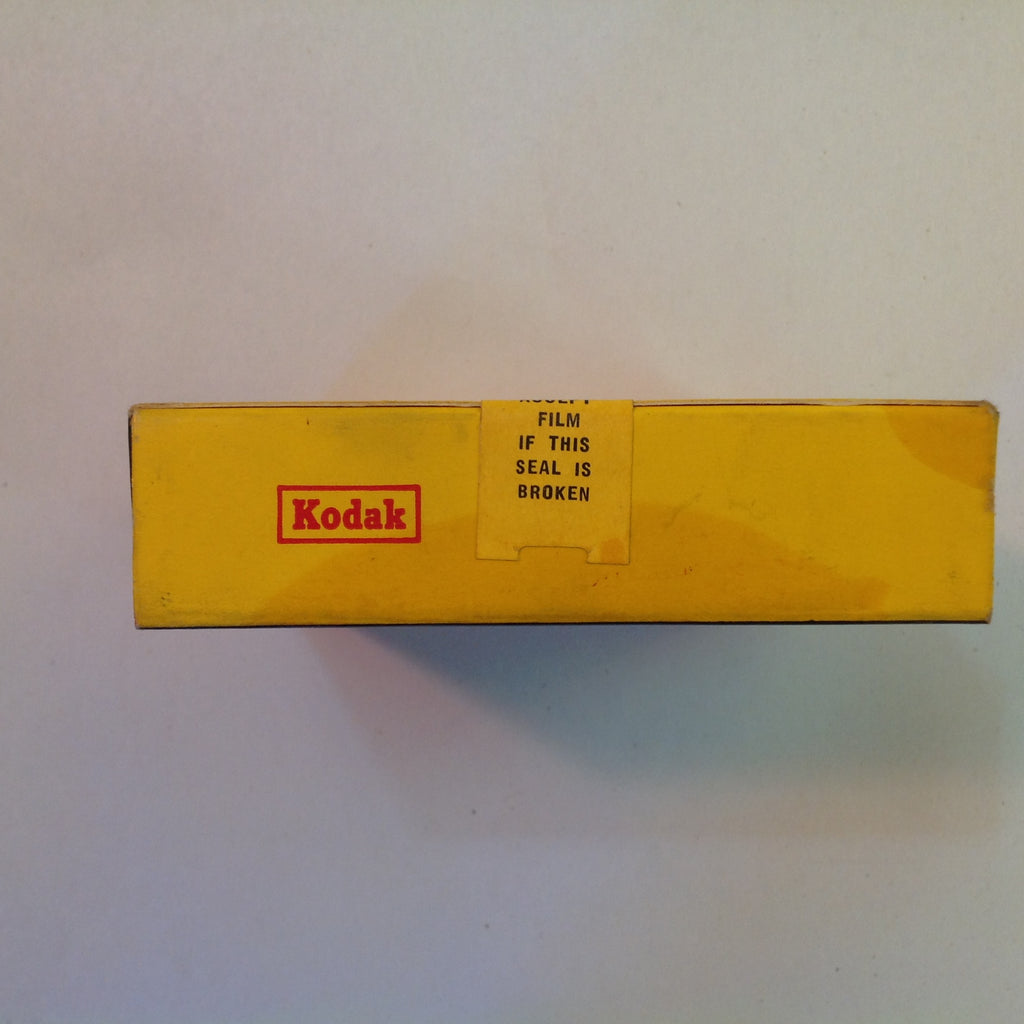 FILM
IF THIS
SEAL IS
BROKEN
Kodak